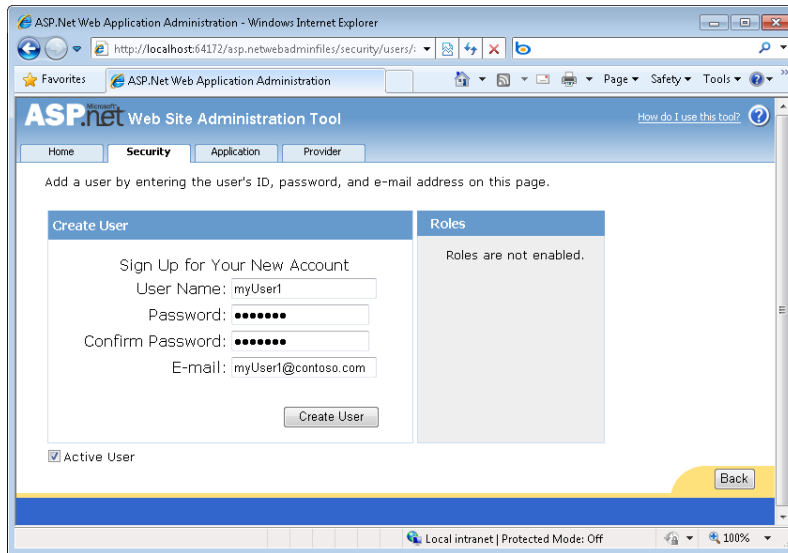 ASP.Net Web Application Administration - Windows Internet Explorer
http://localhost:64172/asp.netwebadminfiles/security/users/
Favorites ASP.Net Web Application Administration Page Safety Tools
Microsoft
ASP.net Web Site Administration Tool How do I use this tool? ?
Home Security Application Provider
Add a user by entering the user's ID, password, and e-mail address on this page.
Create User Roles
Roles are not enabled.
Sign Up for Your New Account
User Name: myUser1
Password: •••••••
Confirm Password: •••••••
E-mail: myUser1@contoso.com
Create User
Active User
Back
Local intranet | Protected Mode: Off 100%